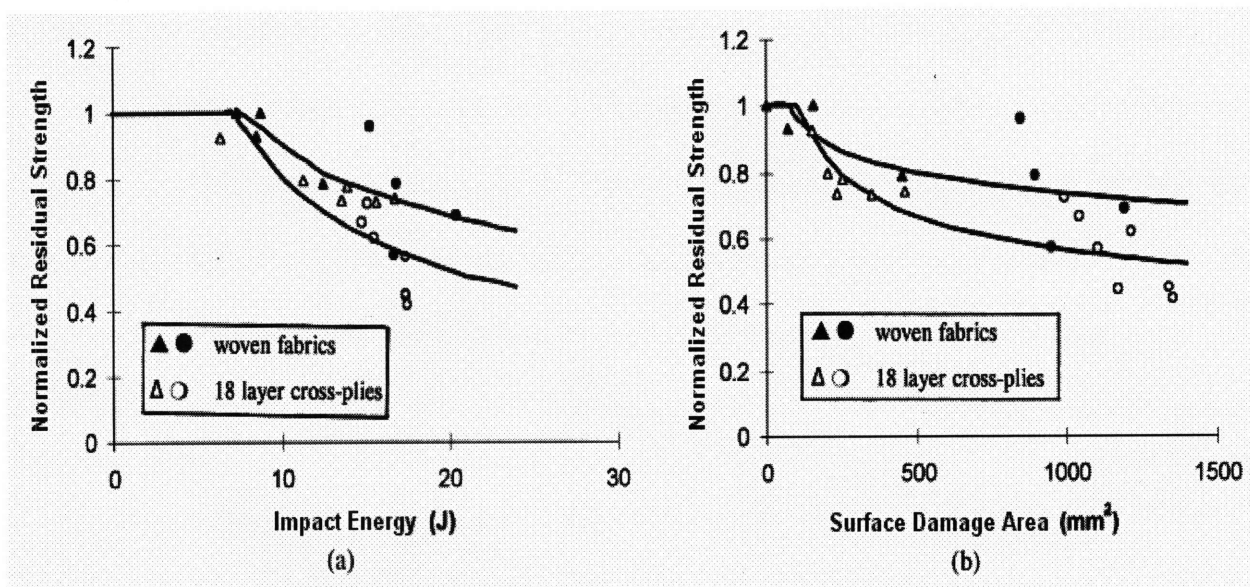 1.2
1
0.8
0.6
0.4
0.2
0
Normalized Residual Strength
woven fabrics
18 layer cross-plies
0 10 20 30
Impact Energy (J)
(a)
1.2
1
0.8
0.6
0.4
0.2
0
Normalized Residual Strength
woven fabrics
18 layer cross-plies
0 500 1000 1500
Surface Damage Area (mm²)
(b)